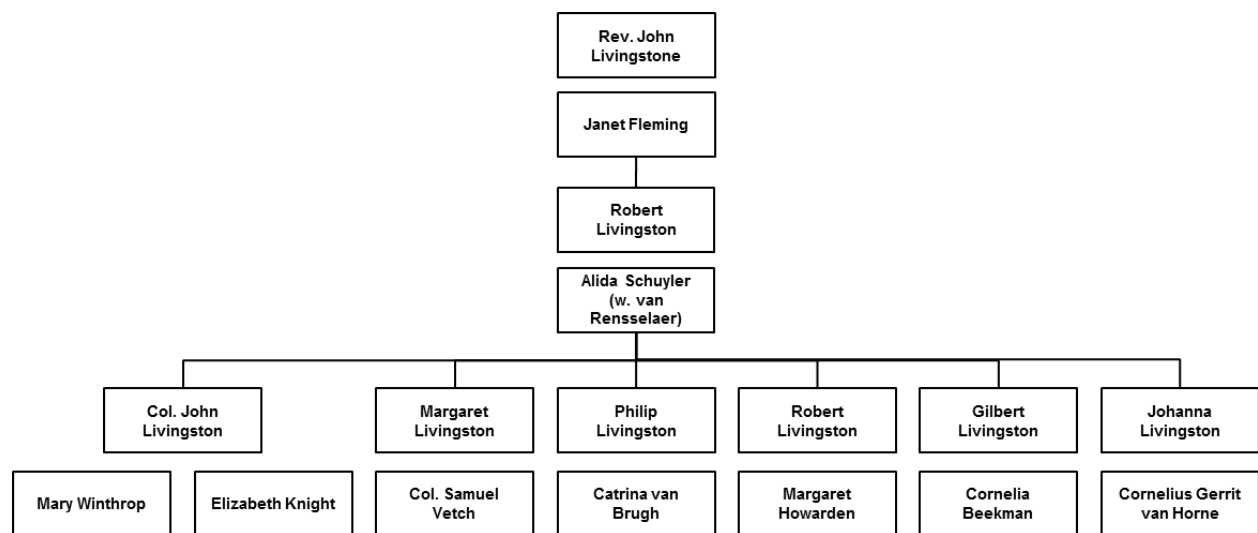 Rev. John
Livingstone
Janet Fleming
Robert
Livingston
Alida Schuyler
(w. van
Rensselaer)
Col. John
Livingston
Margaret
Livingston
Philip
Livingston
Robert
Livingston
Gilbert
Livingston
Johanna
Livingston
Mary Winthrop
Elizabeth Knight
Col. Samuel
Vetch
Catrina van
Brugh
Margaret
Howarden
Cornelia
Beekman
Cornelius Gerrit
van Horne